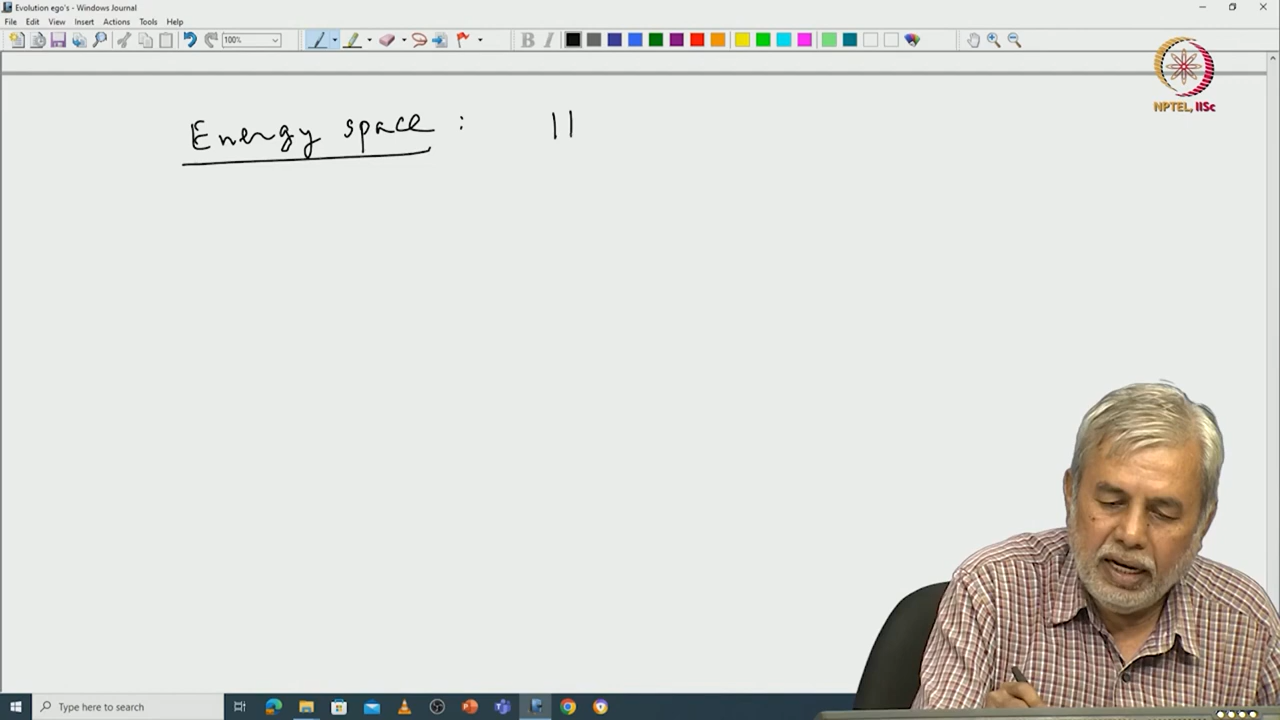 Evolution eqo's - Windows Journal
File Edit View Insert Actions Tools Help
100%
B I
NPTEL, IISc
Energy space : ||
Type here to search